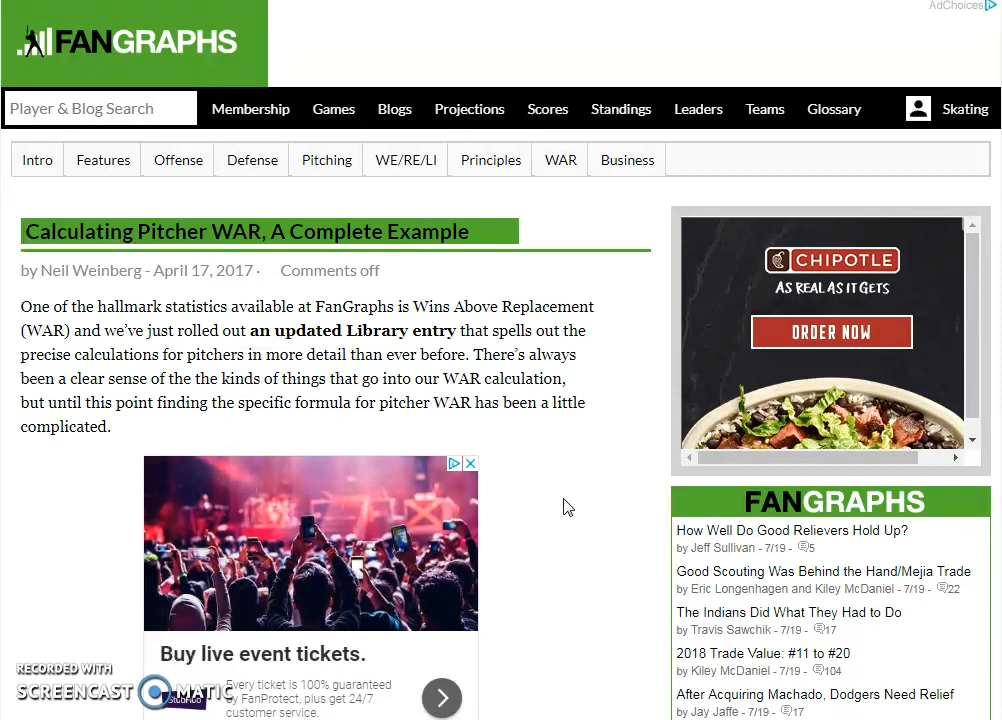 AdChoices
FANGRAPHS
Player & Blog Search
Membership
Games
Blogs
Projections
Scores
Standings
Leaders
Teams
Glossary
Skating
Intro
Features
Offense
Defense
Pitching
WE/RE/LI
Principles
WAR
Business
Calculating Pitcher WAR, A Complete Example
by Neil Weinberg - April 17, 2017 · Comments off
One of the hallmark statistics available at FanGraphs is Wins Above Replacement
(WAR) and we've just rolled out an updated Library entry that spells out the
precise calculations for pitchers in more detail than ever before. There's always
been a clear sense of the the kinds of things that go into our WAR calculation,
but until this point finding the specific formula for pitcher WAR has been a little
complicated.
Buy live event tickets.
Every ticket is 100% guaranteed
by FanProtect, plus get 24/7
customer service.
StubHub
RECORDED WITH
SCREENCAST MATIC
CHIPOTLE
AS REAL AS IT GETS
ORDER NOW
FANGRAPHS
How Well Do Good Relievers Hold Up?
by Jeff Sullivan - 7/19 - 5
Good Scouting Was Behind the Hand/Mejia Trade
by Eric Longenhagen and Kiley McDaniel - 7/19 - 22
The Indians Did What They Had to Do
by Travis Sawchik - 7/19 - 17
2018 Trade Value: #11 to #20
by Kiley McDaniel - 7/19 - 104
After Acquiring Machado, Dodgers Need Relief
by Jay Jaffe - 7/19 - 17